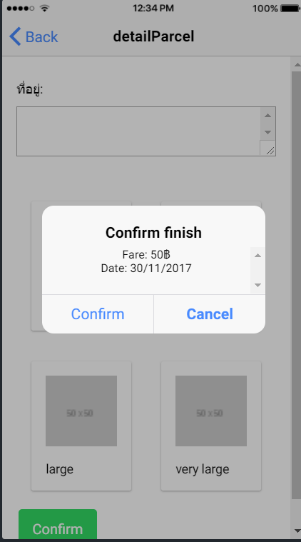 12:34 PM
100%
Back
detailParcel
ที่อยู่:
Confirm finish
Fare: 50฿
Date: 30/11/2017
Confirm
Cancel
50 x 50
50 x 50
large
very large
Confirm